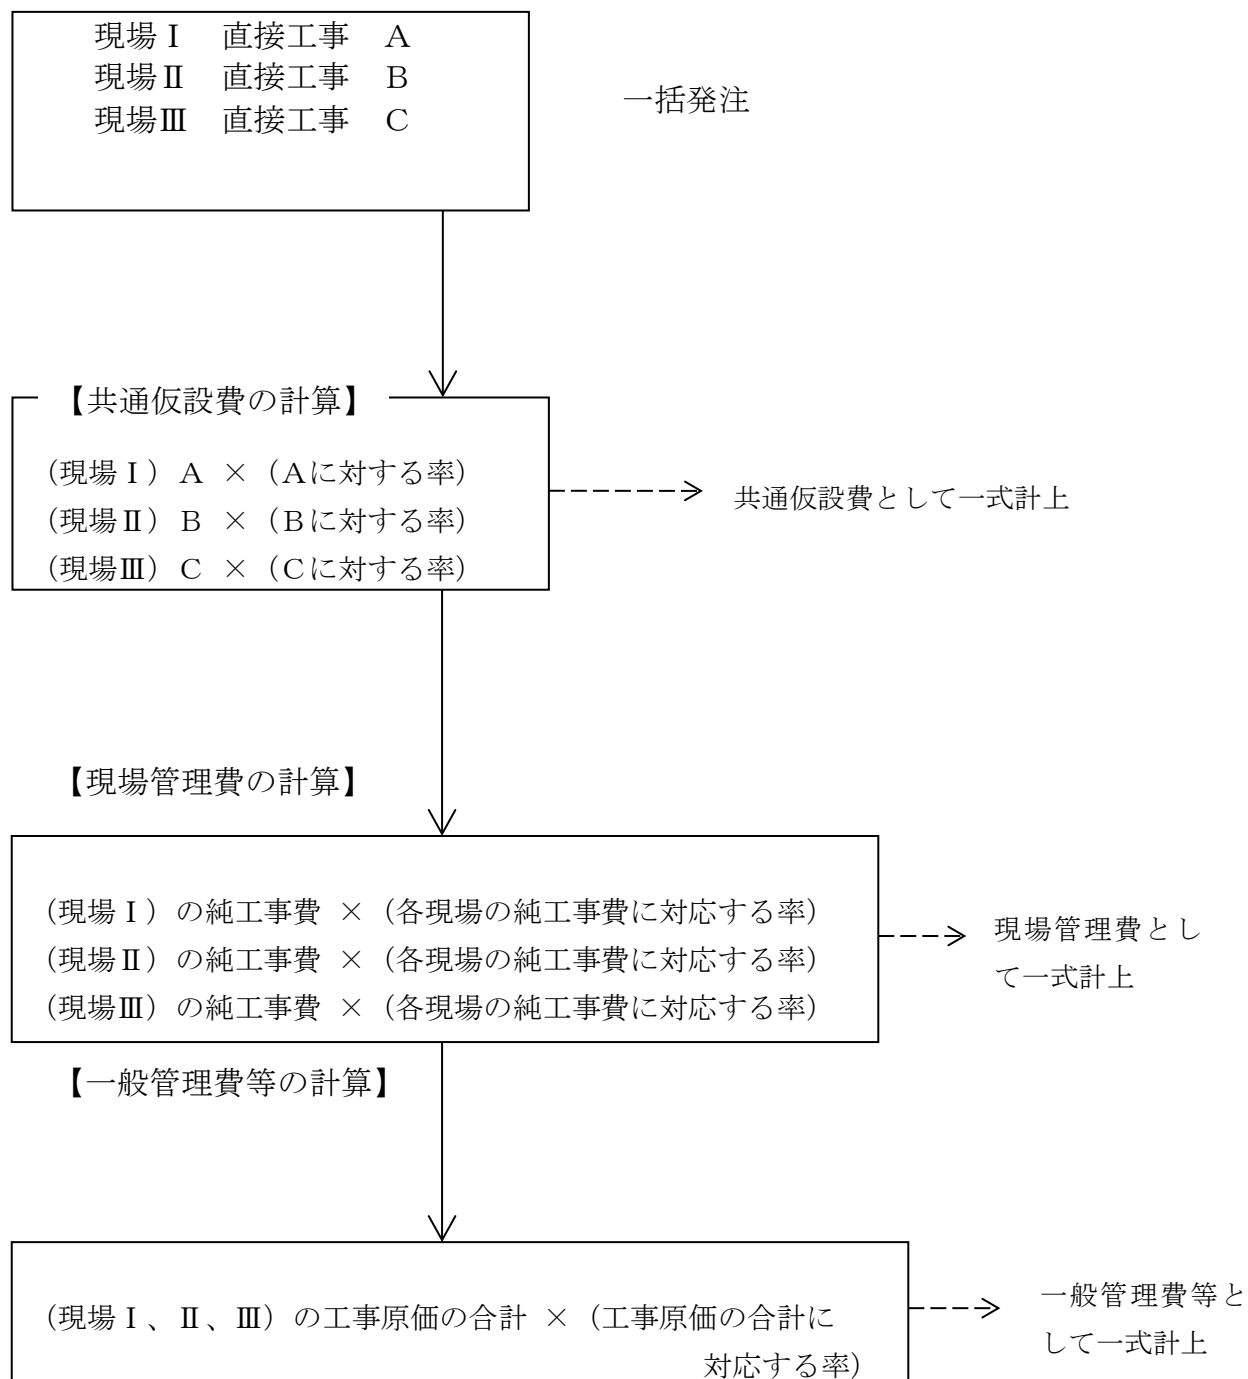 現場Ⅰ　直接工事　Ａ
現場Ⅱ　直接工事　Ｂ
現場Ⅲ　直接工事　Ｃ
一括発注
【共通仮設費の計算】
（現場Ⅰ）Ａ × （Ａに対する率）
（現場Ⅱ）Ｂ × （Ｂに対する率）
（現場Ⅲ）Ｃ × （Ｃに対する率）
共通仮設費として一式計上
【現場管理費の計算】
（現場Ⅰ）の純工事費 × （各現場の純工事費に対応する率）
（現場Ⅱ）の純工事費 × （各現場の純工事費に対応する率）
（現場Ⅲ）の純工事費 × （各現場の純工事費に対応する率）
現場管理費とし
て一式計上
【一般管理費等の計算】
（現場Ⅰ、Ⅱ、Ⅲ）の工事原価の合計 × （工事原価の合計に
対応する率）
一般管理費等と
して一式計上